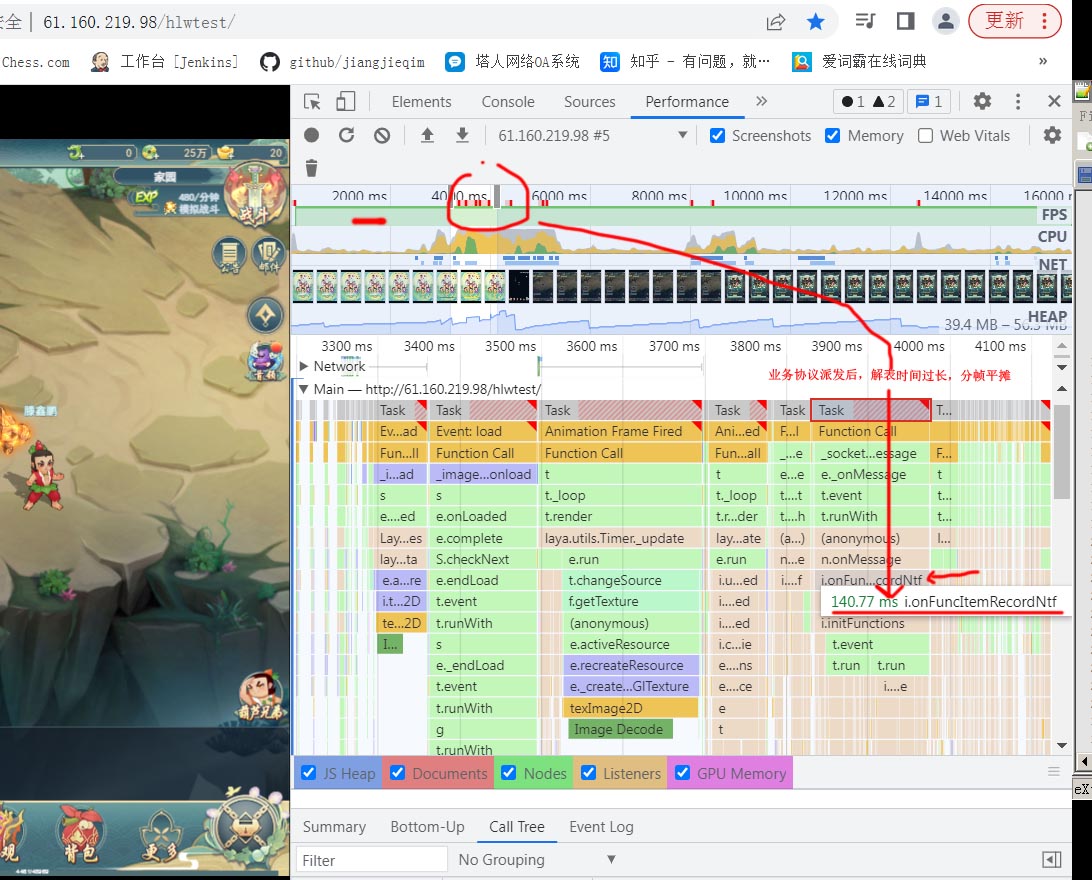 安全 | 61.160.219.98/hlwtest/
更新
Chess.com
工作台 [Jenkins]
github/jiangjieqim
塔人网络OA系统
知乎 - 有问题，就…
爱词霸在线词典
»
Elements
Console
Sources
Performance
»
1
2
1
61.160.219.98 #5
Screenshots
Memory
Web Vitals
2000 ms
4000 ms
6000 ms
8000 ms
10000 ms
12000 ms
14000 ms
16000
FPS
CPU
NET
HEAP
39.4 MB – 56.3 MB
3300 ms
3400 ms
3500 ms
3600 ms
3700 ms
3800 ms
3900 ms
4000 ms
4100 ms
Network
业务协议派发后，解表时间过长，分帧平摊
Main — http://61.160.219.98/hlwtest/
Task
Task
Task
Task
Task
Task
T...
Ev...ad
Event: load
Animation Frame Fired
Ani...ed
F...l
Function Call
Fun...ll
Function Call
Function Call
Fun...all
_...e
_socket...essage
F...
_i...ad
_image...onload
t
t
e...e
e._onMessage
t
s
s
t._loop
t._loop
t....t
t.event
t...
e....ed
e.onLoaded
t.render
t.r...der
t....h
t.runWith
t...
Lay...es
e.complete
laya.utils.Timer._update
lay...ate
(a...)
(anonymous)
l...
lay...ta
S.checkNext
e.run
e.run
n...e
n.onMessage
e.a...re
e.endLoad
t.changeSource
i.u...ed
i....f
i.onFun...cordNtf
i.t...2D
t.event
f.getTexture
i....ed
140.77 ms i.onFuncItemRecordNtf
te...2D
t.runWith
(anonymous)
i....ed
i.initFunctions
I...
s
e.activeResource
i.c...ie
t.event
e._endLoad
e.recreateResource
e....ns
t.run
t.run
t.event
e._create...GlTexture
e....ce
i....e
t.runWith
texImage2D
e
g
Image Decode
t
t.runWith
JS Heap
Documents
Nodes
Listeners
GPU Memory
Summary
Bottom-Up
Call Tree
Event Log
Filter
No Grouping
0
25万
20
家园
EXP
480/分钟
模拟战斗
战斗
公告
邮件
滕鑫鹏
葫芦兄弟
观
背包
更多